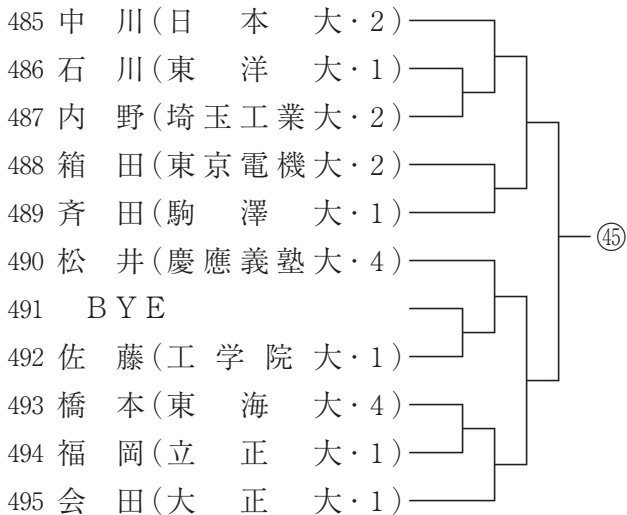 485 中川(日本大・2)
486 石川(東洋大・1)
487 内野(埼玉工業大・2)
488 箱田(東京電機大・2)
489 斉田(駒澤大・1)
490 松井(慶應義塾大・4)
491 BYE
492 佐藤(工学院大・1)
493 橋本(東海大・4)
494 福岡(立正大・1)
495 会田(大正大・1)
㊺